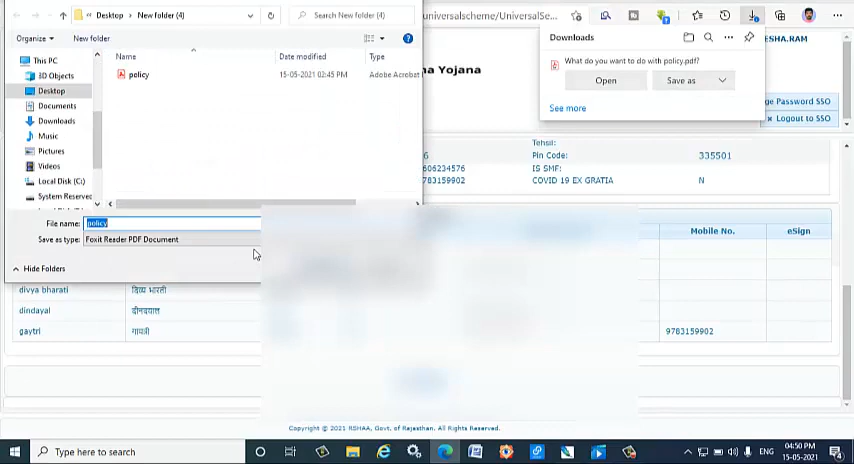 Desktop
New folder (4)
Search New folder (4)
universalscheme/UniversalSe...
Organize
New folder
?
This PC
3D Objects
Desktop
Documents
Downloads
Music
Pictures
Videos
Local Disk (C:)
System Reserved
Name
Date modified
Type
policy
15-05-2021 02:45 PM
Adobe Acrobat
File name:
policy
Save as type:
Foxit Reader PDF Document
Hide Folders
Downloads
What do you want to do with policy.pdf?
Open
Save as
See more
ESHA.RAM
na Yojana
ge Password SSO
Logout to SSO
Tehsil:
6
Pin Code:
335501
606234576
IS SMF:
783159902
COVID 19 EX GRATIA
N
Mobile No.
eSign
divya bharati
दिव्य भारती
dindayal
दीनदयाल
gaytri
गायत्री
9783159902
Copyright © 2021 RSHAA, Govt. of Rajasthan. All Rights Reserved.
Type here to search
ENG
04:50 PM
15-05-2021
4